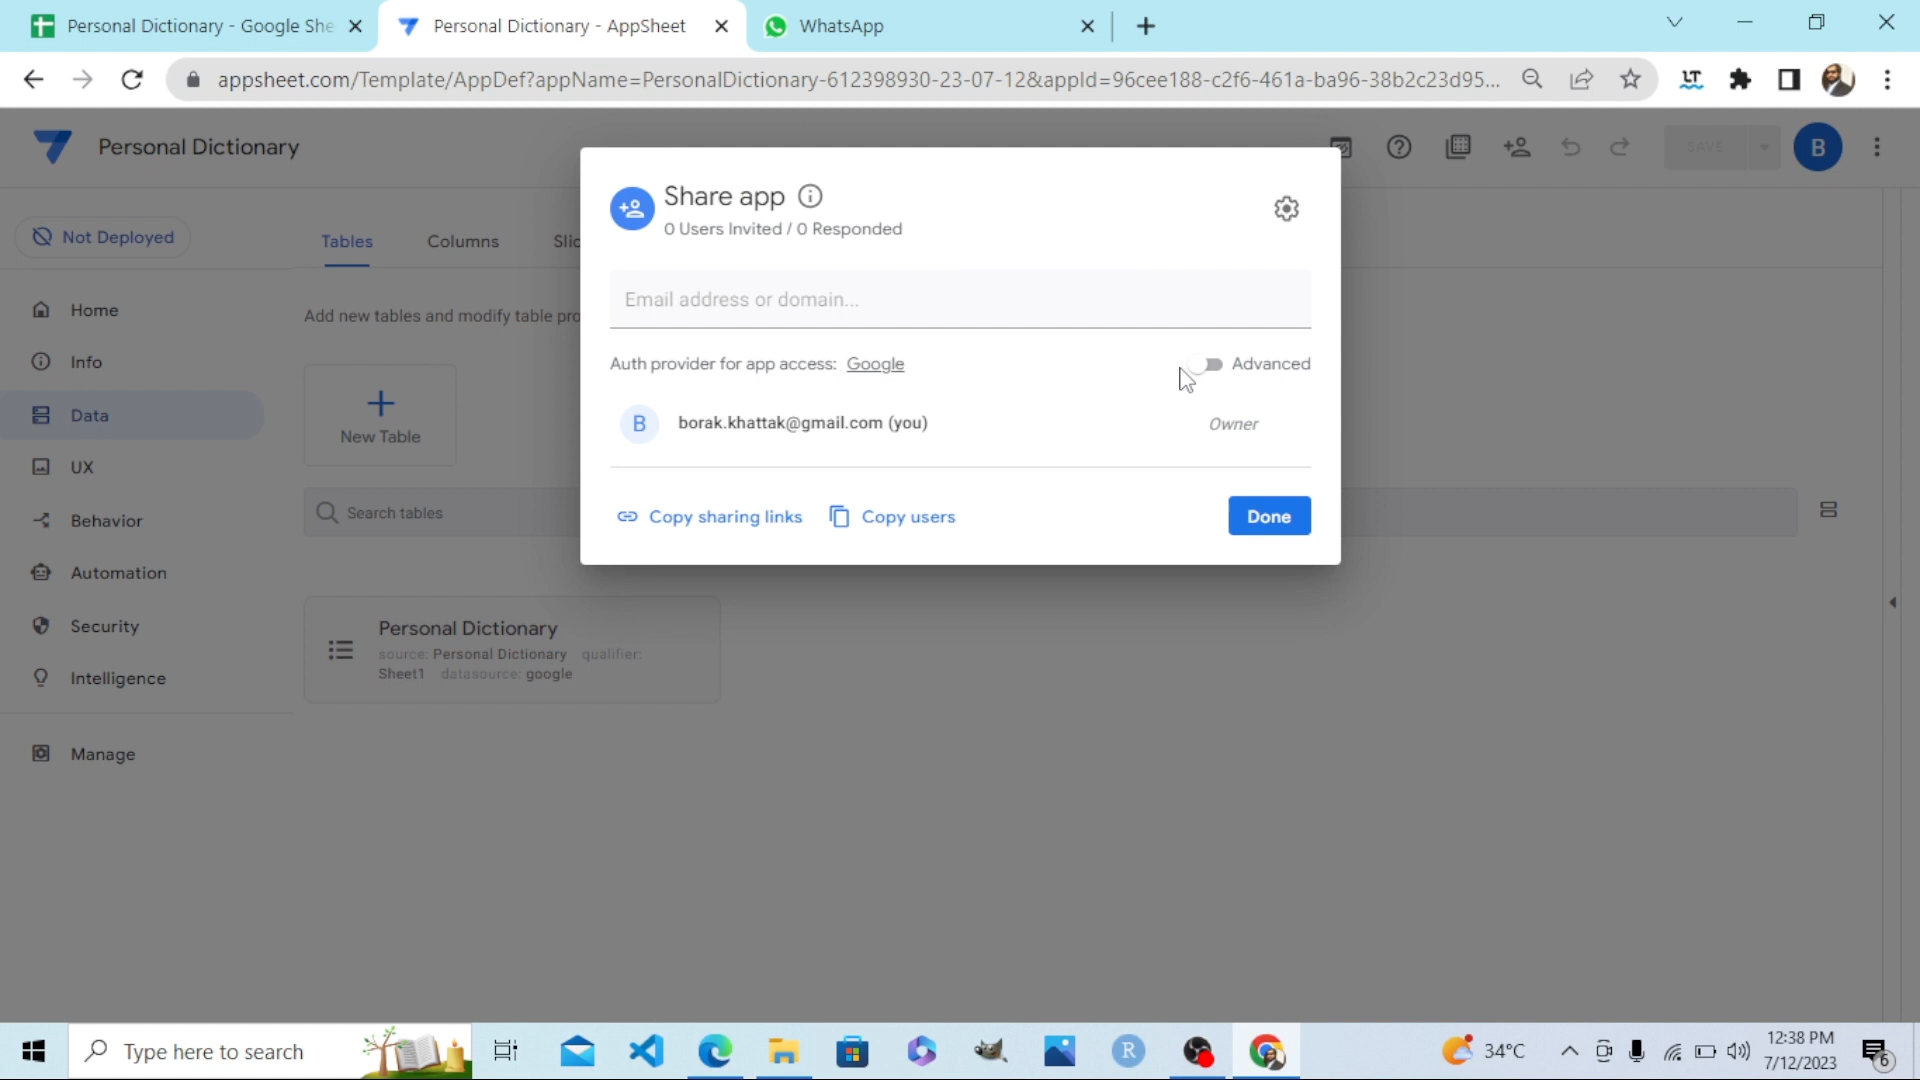 Personal Dictionary - Google She
Personal Dictionary - AppSheet
WhatsApp
appsheet.com/Template/AppDef?appName=PersonalDictionary-612398930-23-07-12&appId=96cee188-c2f6-461a-ba96-38b2c23d95...
LT
Personal Dictionary
SAVE
B
Not Deployed
Tables
Columns
Slic
Home
Info
Data
UX
Behavior
Automation
Security
Intelligence
Manage
Add new tables and modify table pro
New Table
Search tables
Personal Dictionary
source: Personal Dictionary qualifier:
Sheet1 datasource: google
Share app
0 Users Invited / 0 Responded
Email address or domain...
Auth provider for app access: Google
Advanced
B
borak.khattak@gmail.com (you)
Owner
Copy sharing links
Copy users
Done
Type here to search
R
34°C
12:38 PM
7/12/2023
6